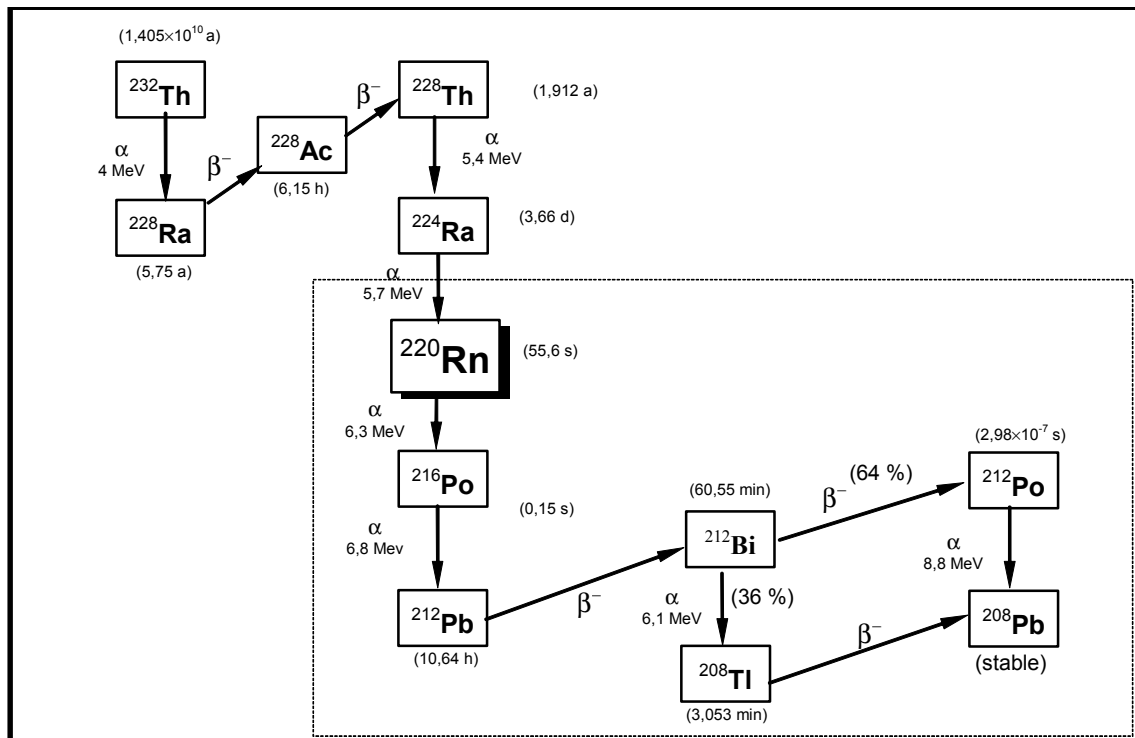 (1,405×10¹⁰ a)
²³²Th
α
4 MeV
²²⁸Ra
(5,75 a)
β⁻
²²⁸Ac
(6,15 h)
β⁻
²²⁸Th
(1,912 a)
α
5,4 MeV
²²⁴Ra
(3,66 d)
α
5,7 MeV
²²⁰Rn
(55,6 s)
α
6,3 MeV
²¹⁶Po
(0,15 s)
α
6,8 Mev
²¹²Pb
(10,64 h)
β⁻
(60,55 min)
²¹²Bi
α
6,1 MeV
(36 %)
²⁰⁸Tl
(3,053 min)
β⁻
(64 %)
(2,98×10⁻⁷ s)
²¹²Po
α
8,8 MeV
β⁻
²⁰⁸Pb
(stable)